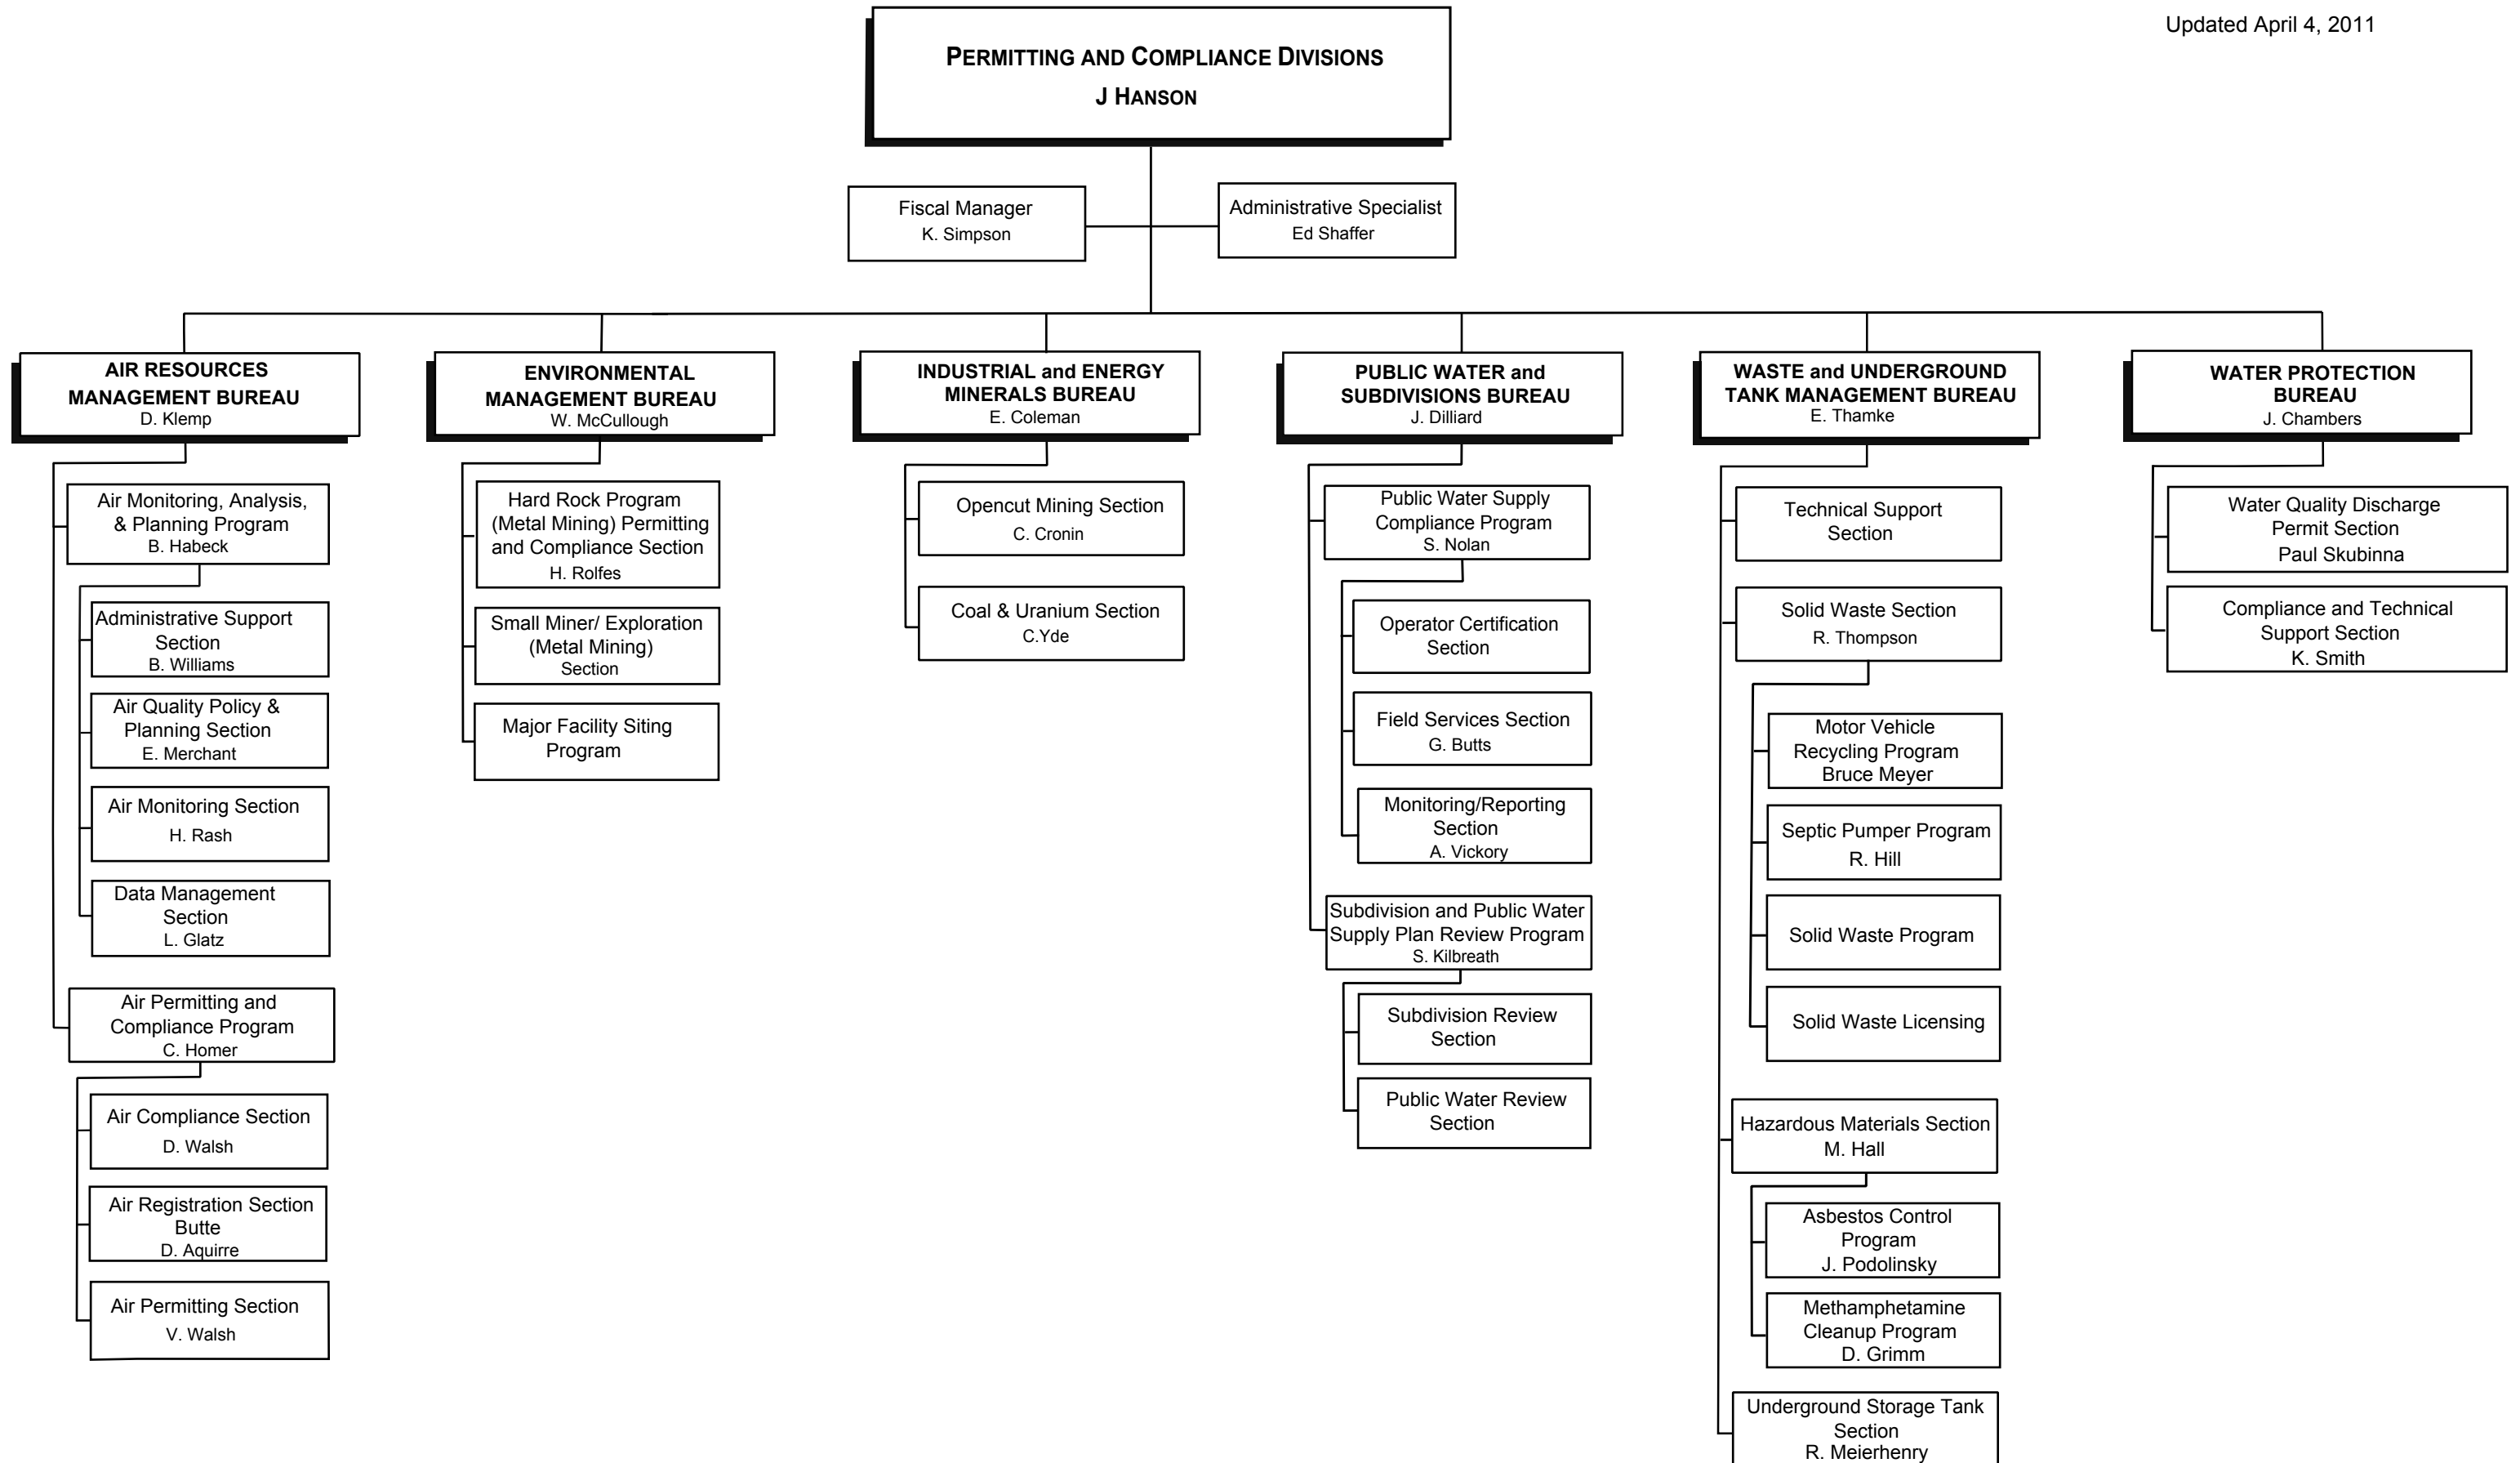 Updated April 4, 2011
PERMITTING AND COMPLIANCE DIVISIONS
J HANSON
Fiscal Manager
K. Simpson
Administrative Specialist
Ed Shaffer
AIR RESOURCES
MANAGEMENT BUREAU
D. Klemp
Air Monitoring, Analysis,
& Planning Program
B. Habeck
Administrative Support
Section
B. Williams
Air Quality Policy &
Planning Section
E. Merchant
Air Monitoring Section
H. Rash
Data Management
Section
L. Glatz
Air Permitting and
Compliance Program
C. Homer
Air Compliance Section
D. Walsh
Air Registration Section
Butte
D. Aquirre
Air Permitting Section
V. Walsh
ENVIRONMENTAL
MANAGEMENT BUREAU
W. McCullough
Hard Rock Program
(Metal Mining) Permitting
and Compliance Section
H. Rolfes
Small Miner/ Exploration
(Metal Mining)
Section
Major Facility Siting
Program
INDUSTRIAL and ENERGY
MINERALS BUREAU
E. Coleman
Opencut Mining Section
C. Cronin
Coal & Uranium Section
C.Yde
PUBLIC WATER and
SUBDIVISIONS BUREAU
J. Dilliard
Public Water Supply
Compliance Program
S. Nolan
Operator Certification
Section
Field Services Section
G. Butts
Monitoring/Reporting
Section
A. Vickory
Subdivision and Public Water
Supply Plan Review Program
S. Kilbreath
Subdivision Review
Section
Public Water Review
Section
WASTE and UNDERGROUND
TANK MANAGEMENT BUREAU
E. Thamke
Technical Support
Section
Solid Waste Section
R. Thompson
Motor Vehicle
Recycling Program
Bruce Meyer
Septic Pumper Program
R. Hill
Solid Waste Program
Solid Waste Licensing
Hazardous Materials Section
M. Hall
Asbestos Control
Program
J. Podolinsky
Methamphetamine
Cleanup Program
D. Grimm
Underground Storage Tank
Section
R. Meierhenry
WATER PROTECTION
BUREAU
J. Chambers
Water Quality Discharge
Permit Section
Paul Skubinna
Compliance and Technical
Support Section
K. Smith